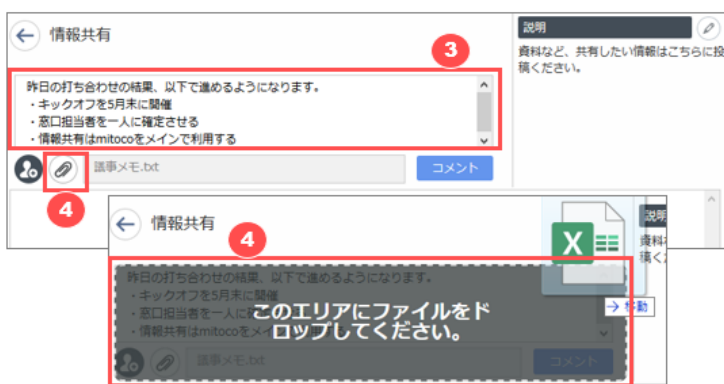 情報共有
3
説明
資料など、共有したい情報はこちらに投
稿ください。
昨日の打ち合わせの結果、以下で進めるようになります。
・キックオフを5月末に開催
・窓口担当者を一人に確定させる
・情報共有はmitocoをメインで利用する
議事メモ.txt
コメント
4
情報共有
4
説明
資料
稿く
X
昨日の打ち合わせの結果、以下で進めるようになります。
・キックオフを5月末に開催
このエリアにファイルをド
ロップしてください。
・窓口担当者を一人に確
・情報共有はmitocoをメイン
→ 移動
議事メモ.txt
コメント